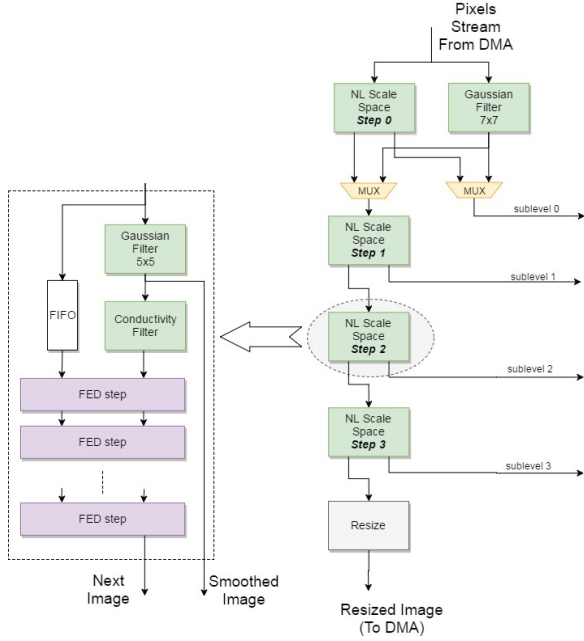 Pixels
Stream
From DMA
NL Scale
Space
Step 0
Gaussian
Filter
7x7
MUX
MUX
sublevel 0
NL Scale
Space
Step 1
sublevel 1
NL Scale
Space
Step 2
sublevel 2
NL Scale
Space
Step 3
sublevel 3
Resize
Resized Image
(To DMA)
Gaussian
Filter
5x5
FIFO
Conductivity
Filter
FED step
FED step
FED step
Next
Image
Smoothed
Image